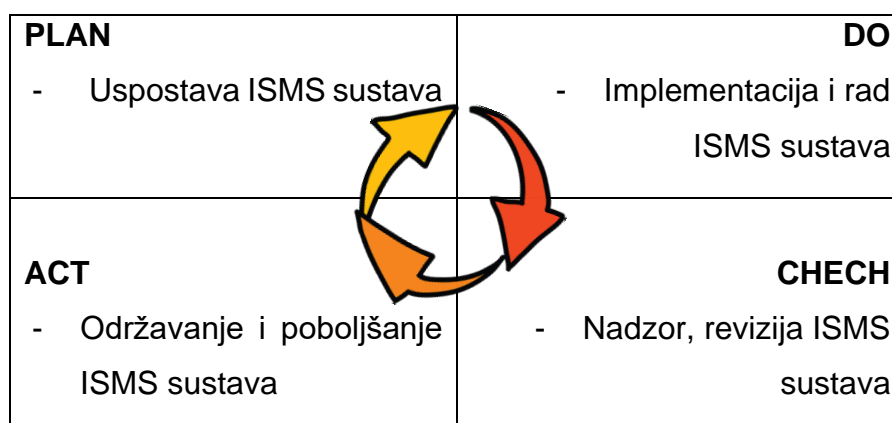 PLAN
- Uspostava ISMS sustava
DO
- Implementacija i rad
ISMS sustava
ACT
- Održavanje i poboljšanje
ISMS sustava
CHECH
- Nadzor, revizija ISMS
sustava